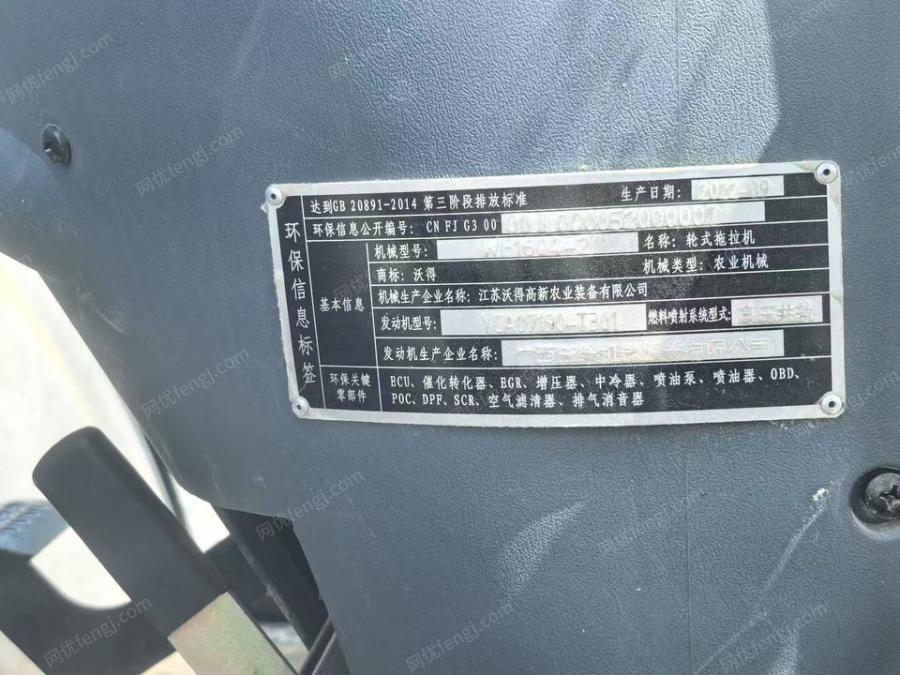 环保信息标签
达到GB 20891-2014 第三阶段排放标准 生产日期: 2022-09
环保信息公开编号: CN FJ G3 00
机械型号: 名称: 轮式拖拉机
基本信息
商标: 沃得 机械类型: 农业机械
机械生产企业名称: 江苏沃得高新农业装备有限公司
发动机型号: 燃料喷射系统型式: 高压共轨
发动机生产企业名称:
环保关键零部件
ECU、催化转化器、EGR、增压器、中冷器、喷油泵、喷油器、OBD、
POC、DPF、SCR、空气滤清器、排气消音器
网优fengj.com